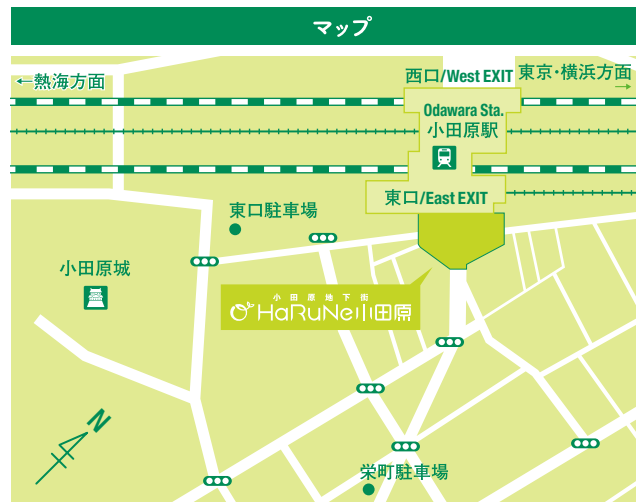 マップ
←熱海方面
西口/West EXIT
東京・横浜方面
→
Odawara Sta.
小田原駅
東口/East EXIT
東口駐車場
小田原城
小田原地下街
HaRuNe小田原
N
栄町駐車場